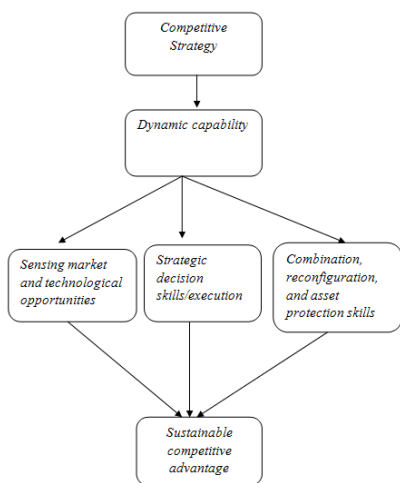 Competitive
Strategy
Dynamic capability
Sensing market
and technological
opportunities
Strategic
decision
skills/execution
Combination,
reconfiguration,
and asset
protection skills
Sustainable
competitive
advantage